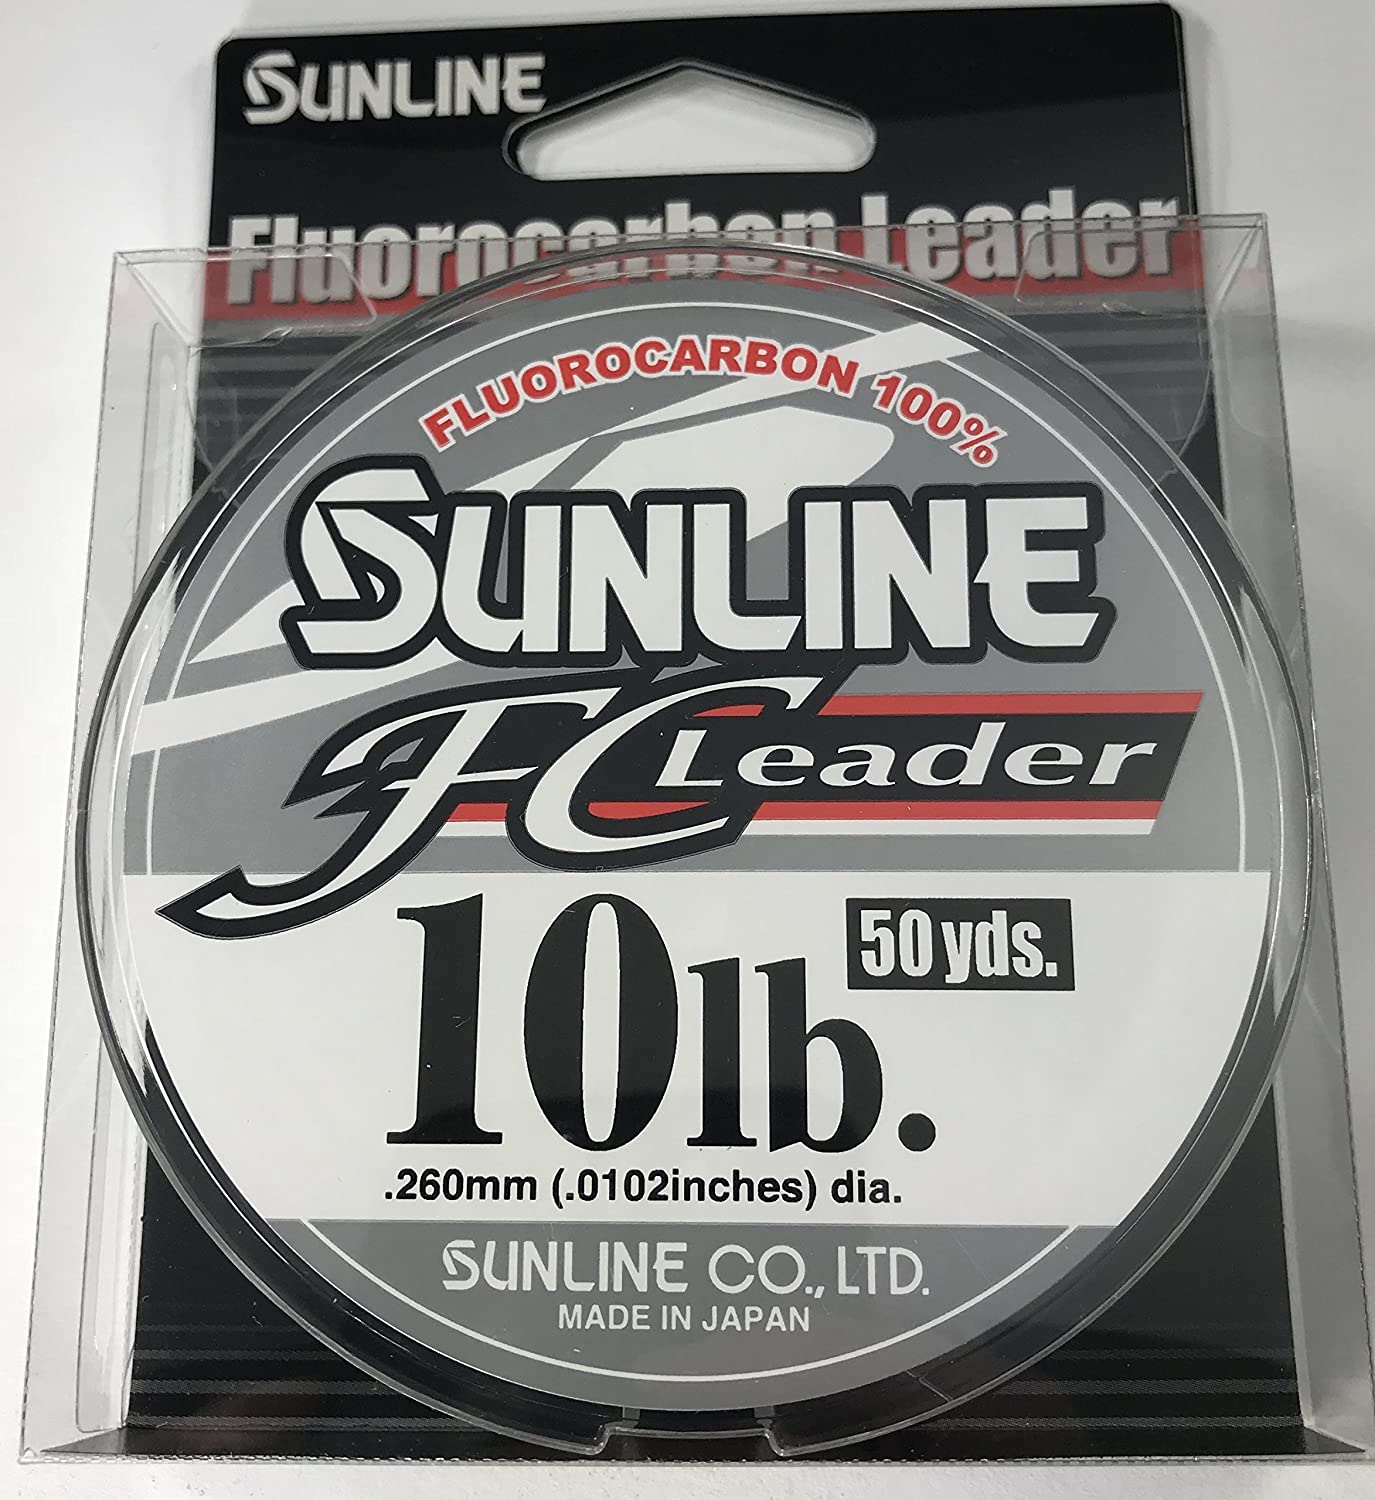 SUNLINE
Fluorocarbon Leader
FLUOROCARBON 100%
SUNLINE
FC Leader
10lb.
50yds.
.260mm (.0102inches) dia.
SUNLINE CO., LTD.
MADE IN JAPAN